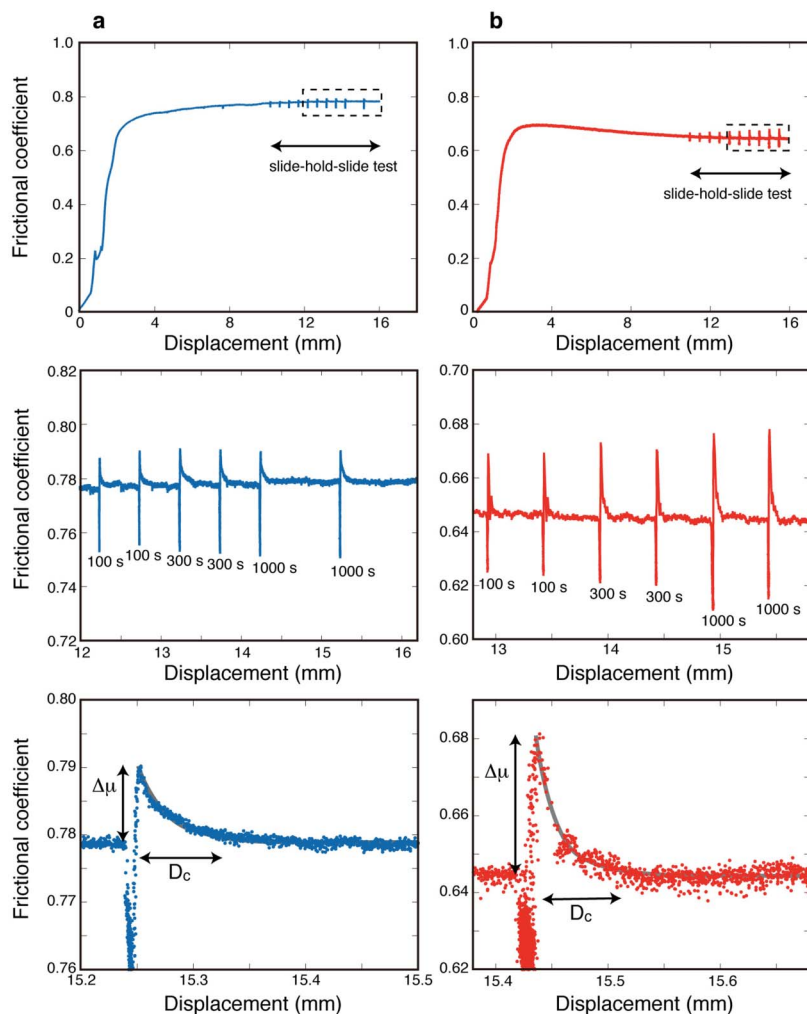 a
b
Frictional coefficient
1.0
0.8
0.6
0.4
0.2
0
slide-hold-slide test
0 4 8 12 16
Displacement (mm)
1.0
0.8
0.6
0.4
0.2
0
slide-hold-slide test
0 4 8 12 16
Displacement (mm)
Frictional coefficient
0.82
0.80
0.78
0.76
0.74
0.72
100 s 100 s 300 s 300 s 1000 s 1000 s
12 13 14 15 16
Displacement (mm)
0.70
0.68
0.66
0.64
0.62
0.60
100 s 100 s 300 s 300 s 1000 s 1000 s
13 14 15
Displacement (mm)
Frictional coefficient
0.80
0.79
0.78
0.77
0.76
Δμ
Dc
15.2 15.3 15.4 15.5
Displacement (mm)
0.68
0.66
0.64
0.62
Δμ
Dc
15.4 15.5 15.6
Displacement (mm)